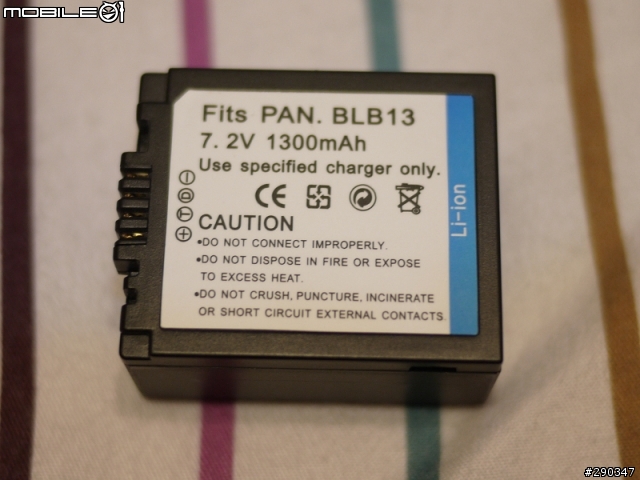 MOBILE01
Fits PAN. BLB13
7. 2V 1300mAh
Use specified charger only.
CE
CAUTION
•DO NOT CONNECT IMPROPERLY.
•DO NOT DISPOSE IN FIRE OR EXPOSE
TO EXCESS HEAT.
•DO NOT CRUSH, PUNCTURE, INCINERATE
OR SHORT CIRCUIT EXTERNAL CONTACTS.
Li-ion
#290347